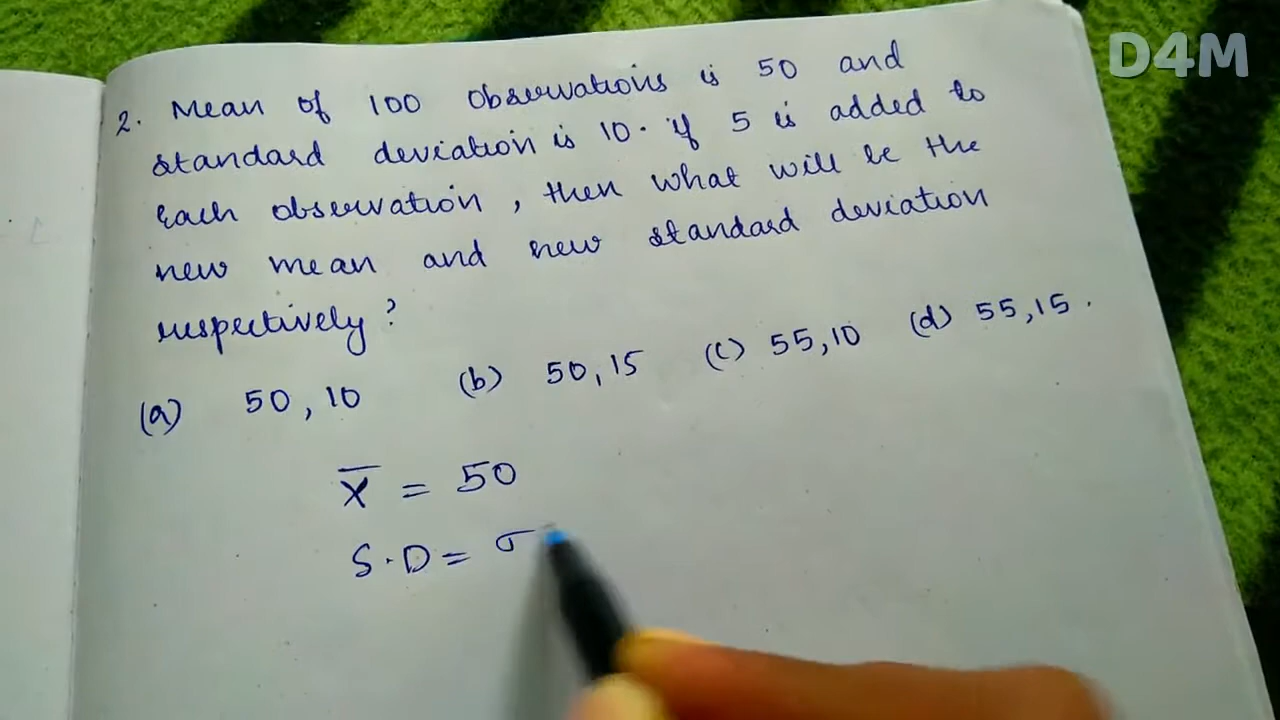 D4M
2. Mean of 100 observations is 50 and
standard deviation is 10. if 5 is added to
each observation, then what will be the
new mean and new standard deviation
respectively?
(a) 50, 10 (b) 50, 15 (c) 55, 10 (d) 55, 15.
X̅ = 50
S.D = σ